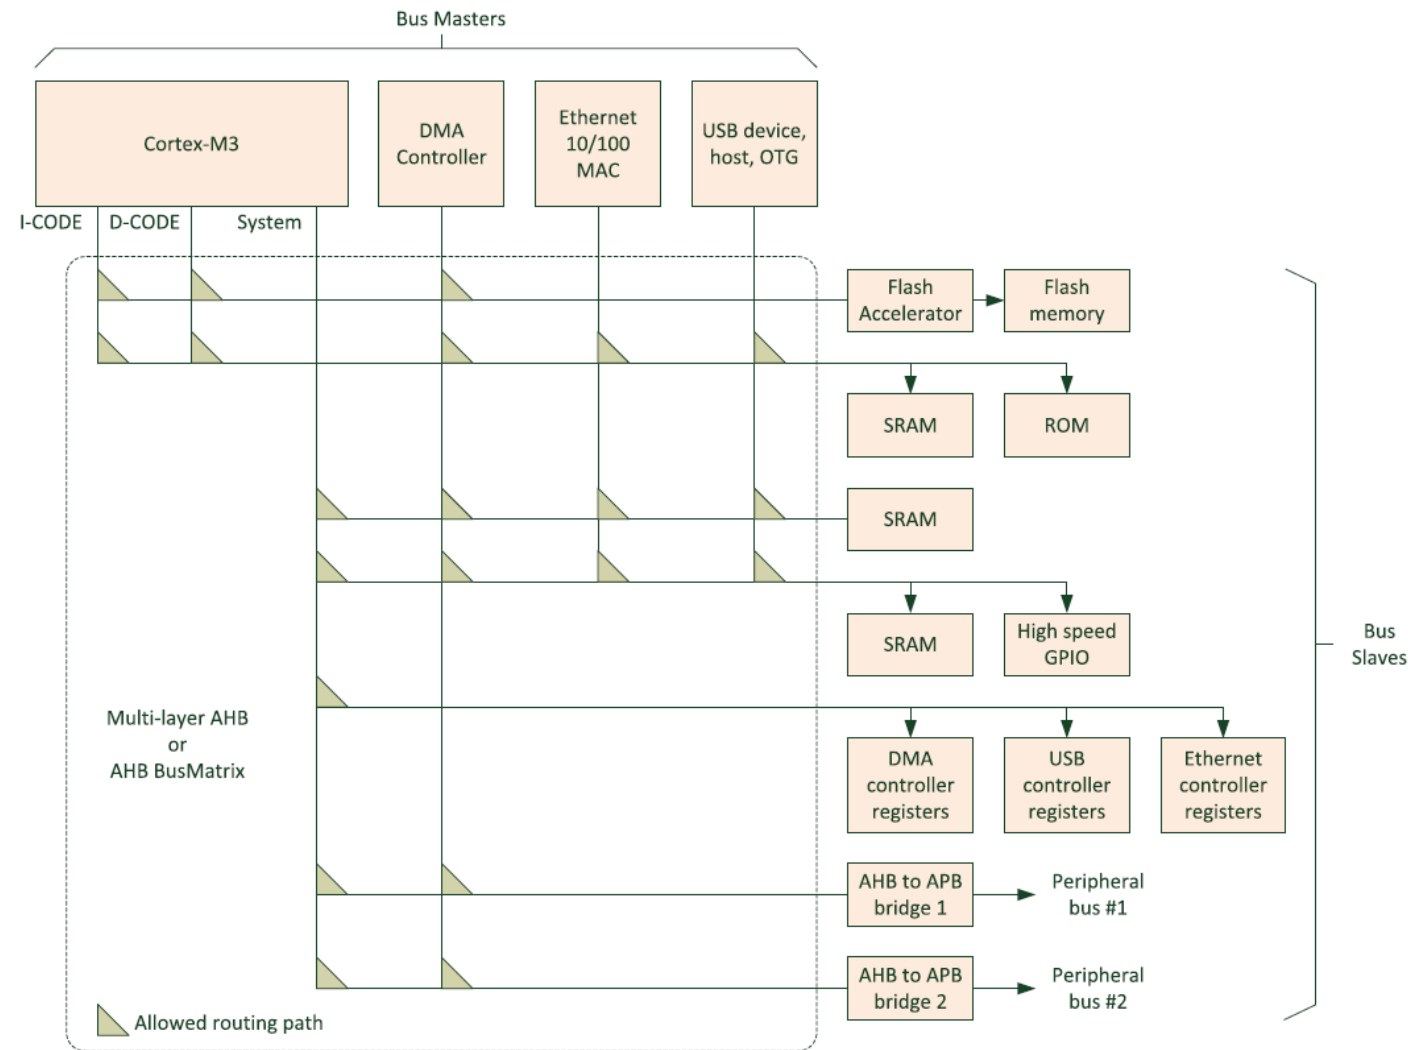 Bus Masters
Cortex-M3
DMA
Controller
Ethernet
10/100
MAC
USB device,
host, OTG
I-CODE
D-CODE
System
Flash
Accelerator
Flash
memory
SRAM
ROM
SRAM
SRAM
High speed
GPIO
Bus
Slaves
Multi-layer AHB
or
AHB BusMatrix
DMA
controller
registers
USB
controller
registers
Ethernet
controller
registers
AHB to APB
bridge 1
Peripheral
bus #1
AHB to APB
bridge 2
Peripheral
bus #2
Allowed routing path